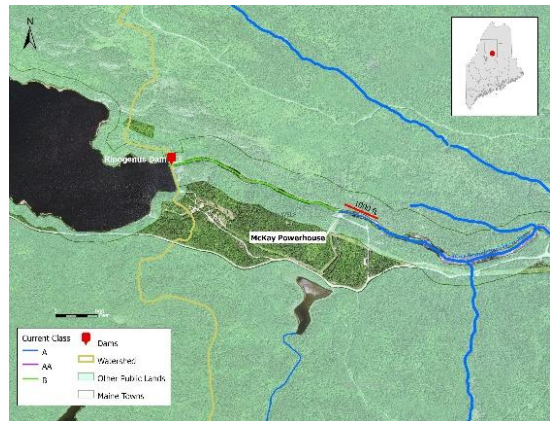 N
Ripogenus Dam
1000 ft
McKay Powerhouse
Current Class
A
AA
B
Dams
Watershed
Other Public Lands
Maine Towns